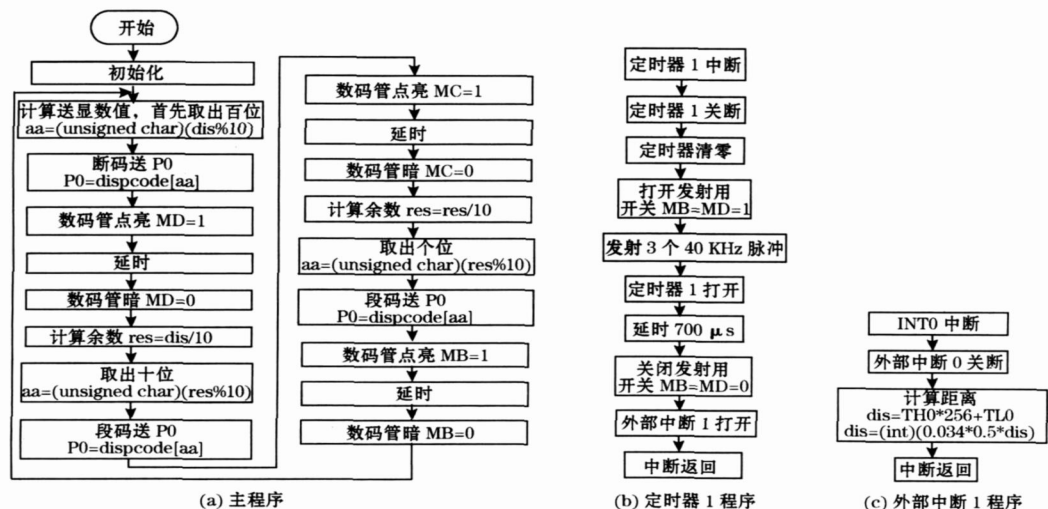 开始
初始化
计算送显数值，首先取出百位
aa=(unsigned char)(dis%10)
断码送 P0
P0=dispcode[aa]
数码管点亮 MD=1
延时
数码管暗 MD=0
计算余数 res=dis/10
取出十位
aa=(unsigned char)(res%10)
段码送 P0
P0=dispcode[aa]
数码管点亮 MC=1
延时
数码管暗 MC=0
计算余数 res=res/10
取出个位
aa=(unsigned char)(res%10)
段码送 P0
P0=dispcode[aa]
数码管点亮 MB=1
延时
数码管暗 MB=0
(a) 主程序
定时器 1 中断
定时器 1 关断
定时器清零
打开发射用
开关 MB=MD=1
发射 3 个 40 KHz 脉冲
定时器 1 打开
延时 700 μs
关闭发射用
开关 MB=MD=0
外部中断 1 打开
中断返回
(b) 定时器 1 程序
INT0 中断
外部中断 0 关断
计算距离
dis=TH0*256+TL0
dis=(int)(0.034*0.5*dis)
中断返回
(c) 外部中断 1 程序